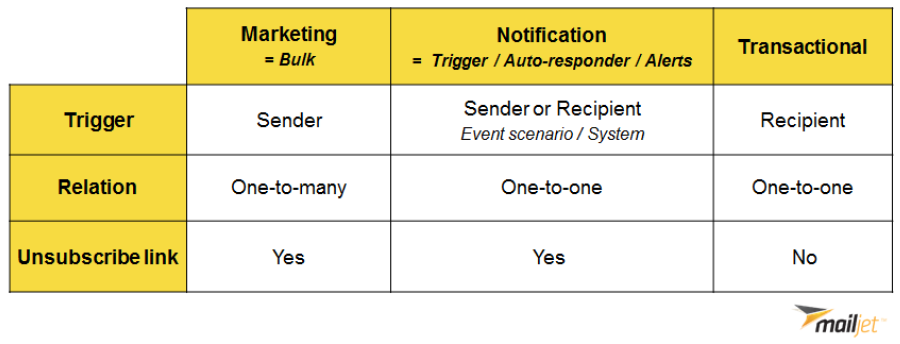 Marketing
= Bulk
Notification
= Trigger / Auto-responder / Alerts
Transactional
Trigger
Sender
Sender or Recipient
Event scenario / System
Recipient
Relation
One-to-many
One-to-one
One-to-one
Unsubscribe link
Yes
Yes
No
mailjet